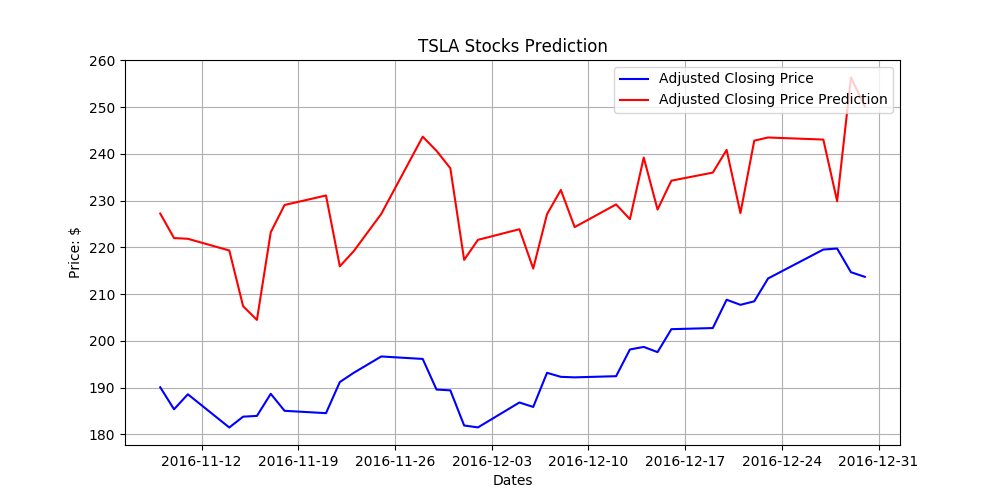 TSLA Stocks Prediction
Adjusted Closing Price
Adjusted Closing Price Prediction
260
250
240
230
220
210
200
190
180
Price: $
2016-11-12 2016-11-19 2016-11-26 2016-12-03 2016-12-10 2016-12-17 2016-12-24 2016-12-31
Dates